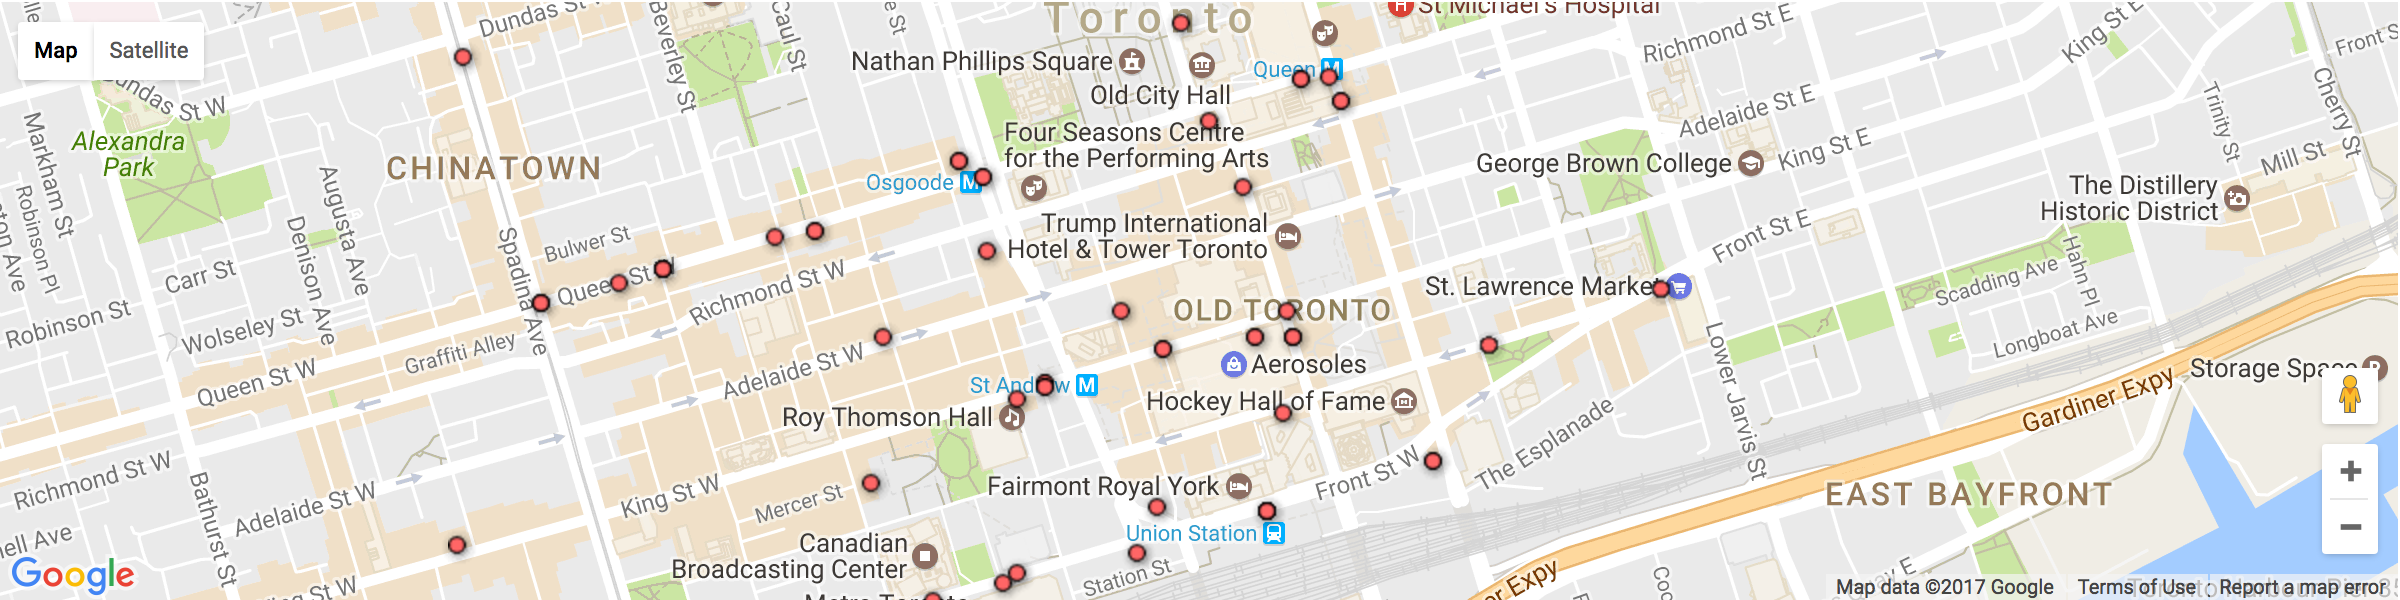 Map
Satellite
Dundas St W
Dundas St W
Beverley St
Toronto
St Michael's Hospital
Richmond St E
King St E
Front S
Nathan Phillips Square
Queen
Old City Hall
Adelaide St E
Trinity St
Cherry St
Alexandra
Park
Markham St
Robinson Pl
Augusta Ave
Denison Ave
CHINATOWN
Four Seasons Centre
for the Performing Arts
George Brown College
King St E
Mill St
Osgoode
The Distillery
Historic District
Trump International
Hotel & Tower Toronto
Front St E
Hahn Pl
Bulwer St
Spadina Ave
Carr St
Queen St W
Richmond St W
St. Lawrence Market
Scadding Ave
Robinson St
Wolseley St
OLD TORONTO
Longboat Ave
Graffiti Alley
Adelaide St W
Lower Jarvis St
Queen St W
Aerosoles
Storage Space
St Andrew
Hockey Hall of Fame
Roy Thomson Hall
Gardiner Expy
The Esplanade
Richmond St W
Bathurst St
Adelaide St W
King St W
Mercer St
Fairmont Royal York
Front St W
EAST BAYFRONT
Union Station
Canadian
Broadcasting Center
Station St
Google
Map data ©2017 Google
Terms of Use
Report a map error